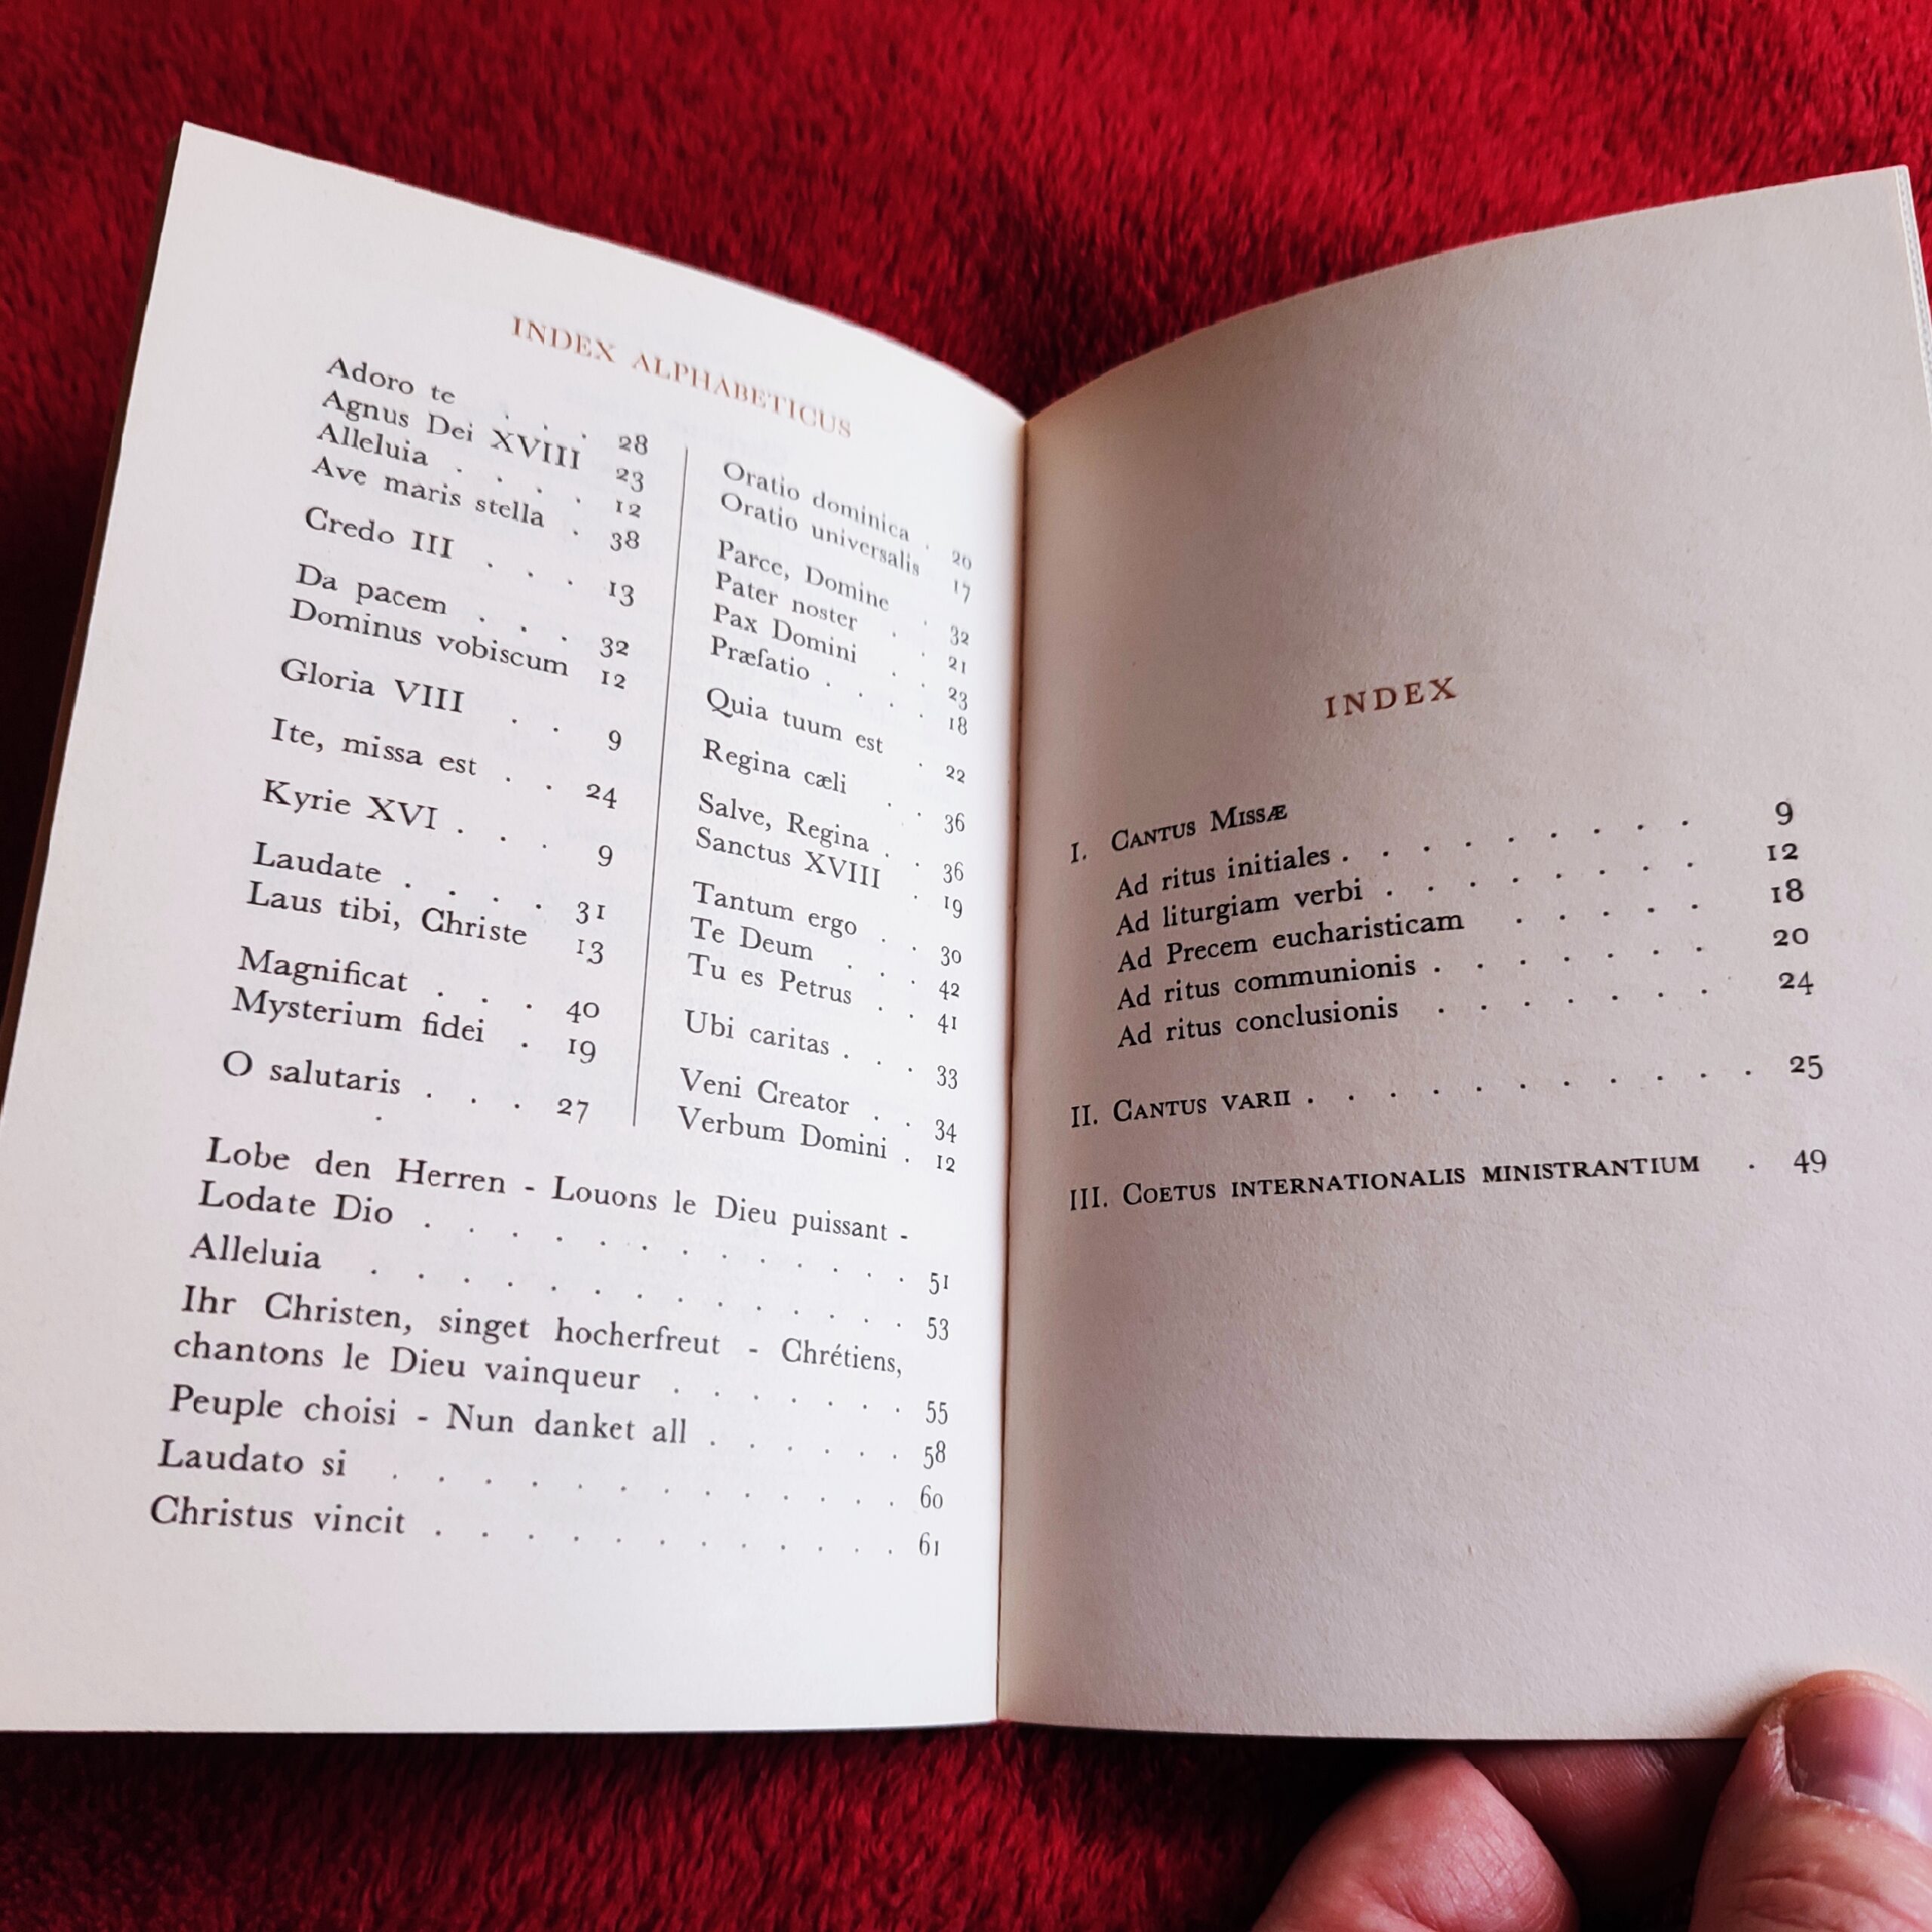 INDEX ALPHABETICUS
Adoro te . . . 28
Agnus Dei XVIII 23
Alleluia . . . . 12
Ave maris stella . 38
Credo III . . . 13
Da pacem . . . 32
Dominus vobiscum 12
Gloria VIII . . 9
Ite, missa est . . 24
Kyrie XVI . . . 9
Laudate . . . . 31
Laus tibi, Christe 13
Magnificat . . . 40
Mysterium fidei . 19
O salutaris . . . 27
Oratio dominica . 20
Oratio universalis 17
Parce, Domine . 32
Pater noster . . 21
Pax Domini . . 23
Præfatio . . . . 18
Quia tuum est . 22
Regina cæli . . 36
Salve, Regina . . 36
Sanctus XVIII . 19
Tantum ergo . . 30
Te Deum . . . 42
Tu es Petrus . . 41
Ubi caritas . . . 33
Veni Creator . . 34
Verbum Domini . 12
Lobe den Herren - Louons le Dieu puissant -
Lodate Dio . . . . . . . . . . . . 51
Alleluia . . . . . . . . . . . . . 53
Ihr Christen, singet hocherfreut - Chrétiens,
chantons le Dieu vainqueur . . . . . . 55
Peuple choisi - Nun danket all . . . . . . 58
Laudato si . . . . . . . . . . . . 60
Christus vincit . . . . . . . . . . . 61
INDEX
I. CANTUS MISSÆ
Ad ritus initiales . . . . . . . . . 9
Ad liturgiam verbi . . . . . . . . 12
Ad Precem eucharisticam . . . . . 18
Ad ritus communionis . . . . . . . 20
Ad ritus conclusionis . . . . . . . 24
II. CANTUS VARII . . . . . . . . . . . 25
III. COETUS INTERNATIONALIS MINISTRANTIUM . 49